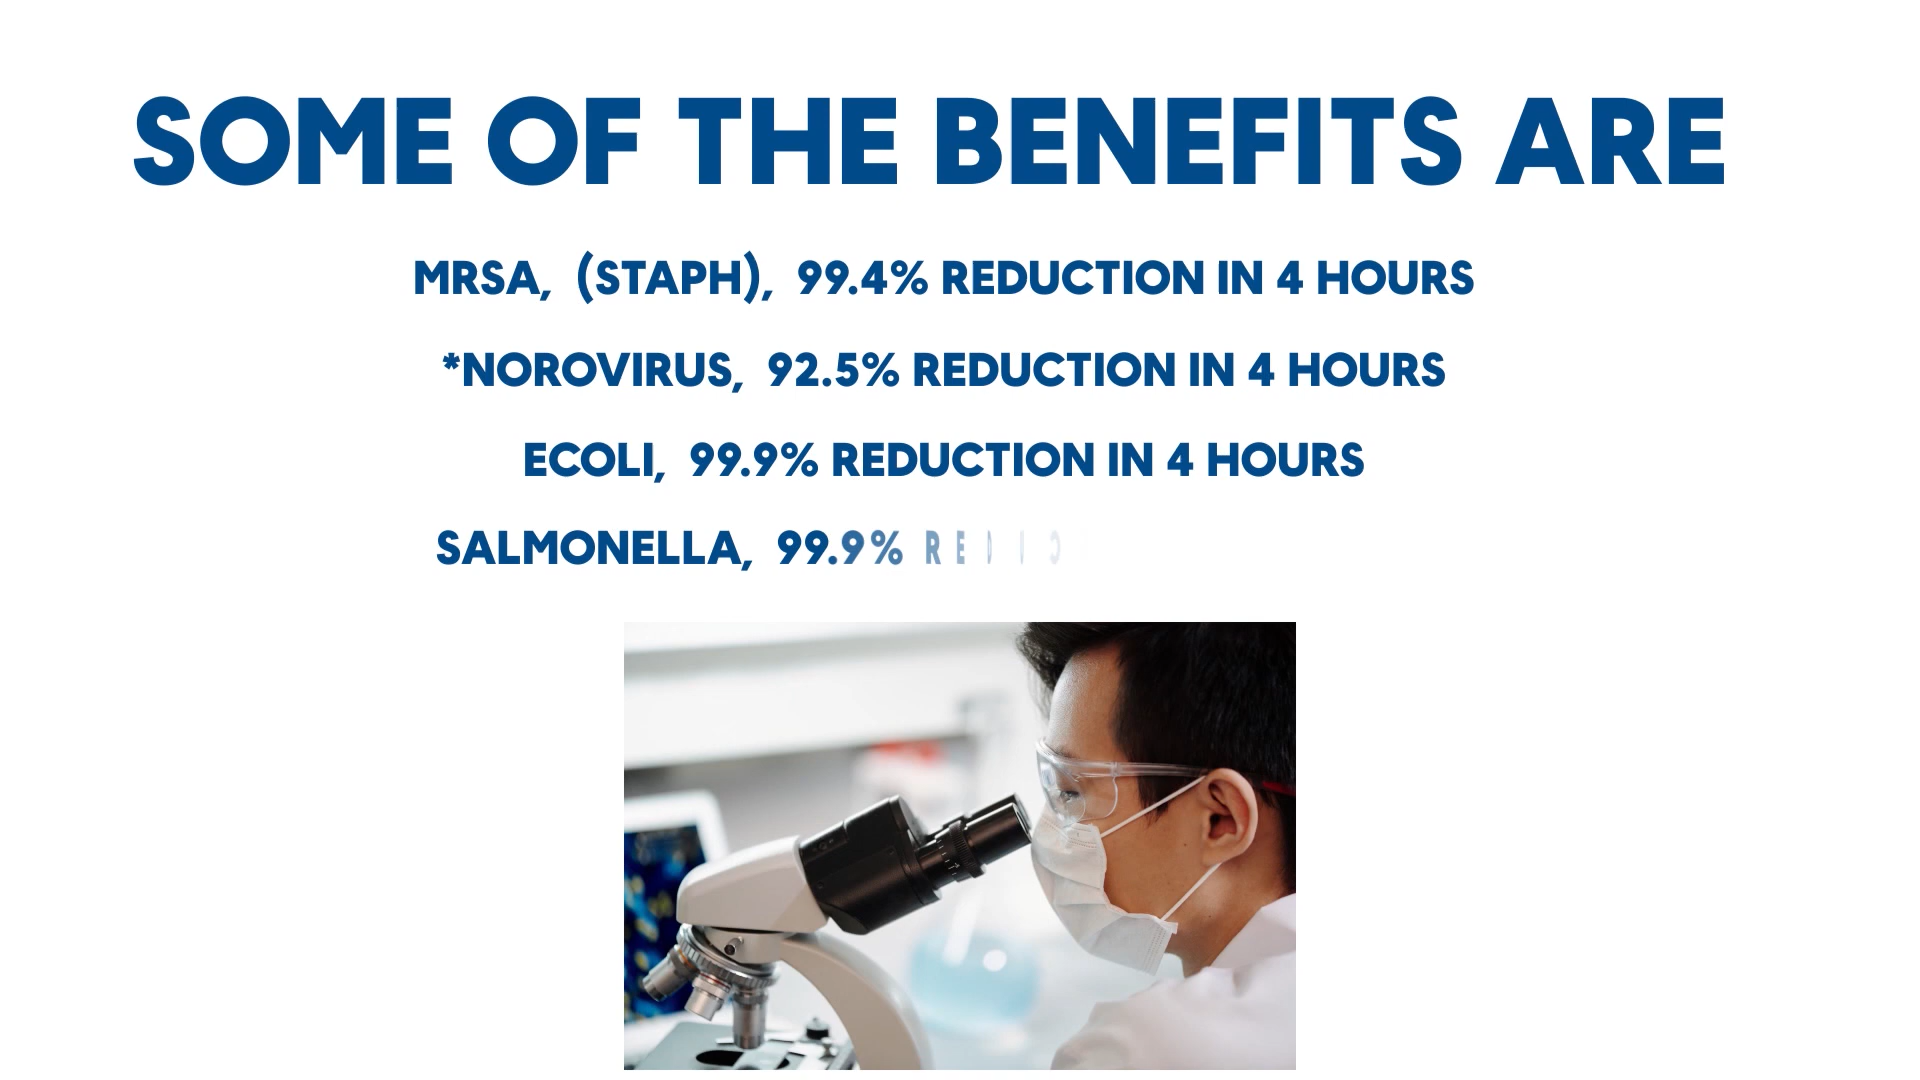 SOME OF THE BENEFITS ARE
MRSA, (STAPH), 99.4% REDUCTION IN 4 HOURS
*NOROVIRUS, 92.5% REDUCTION IN 4 HOURS
ECOLI, 99.9% REDUCTION IN 4 HOURS
SALMONELLA, 99.9%